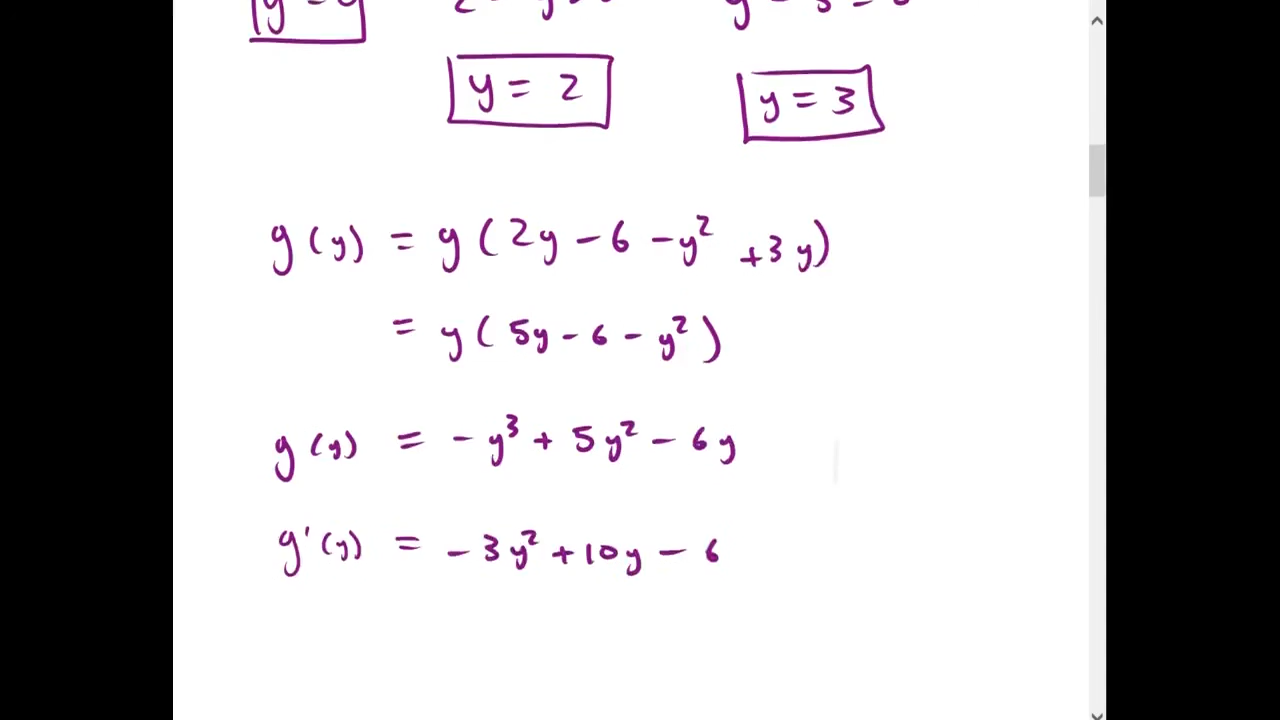 y = 2
y = 3
g(y) = y(2y - 6 - y² + 3y)
= y(5y - 6 - y²)
g(y) = - y³ + 5y² - 6y
g'(y) = - 3y² + 10y - 6